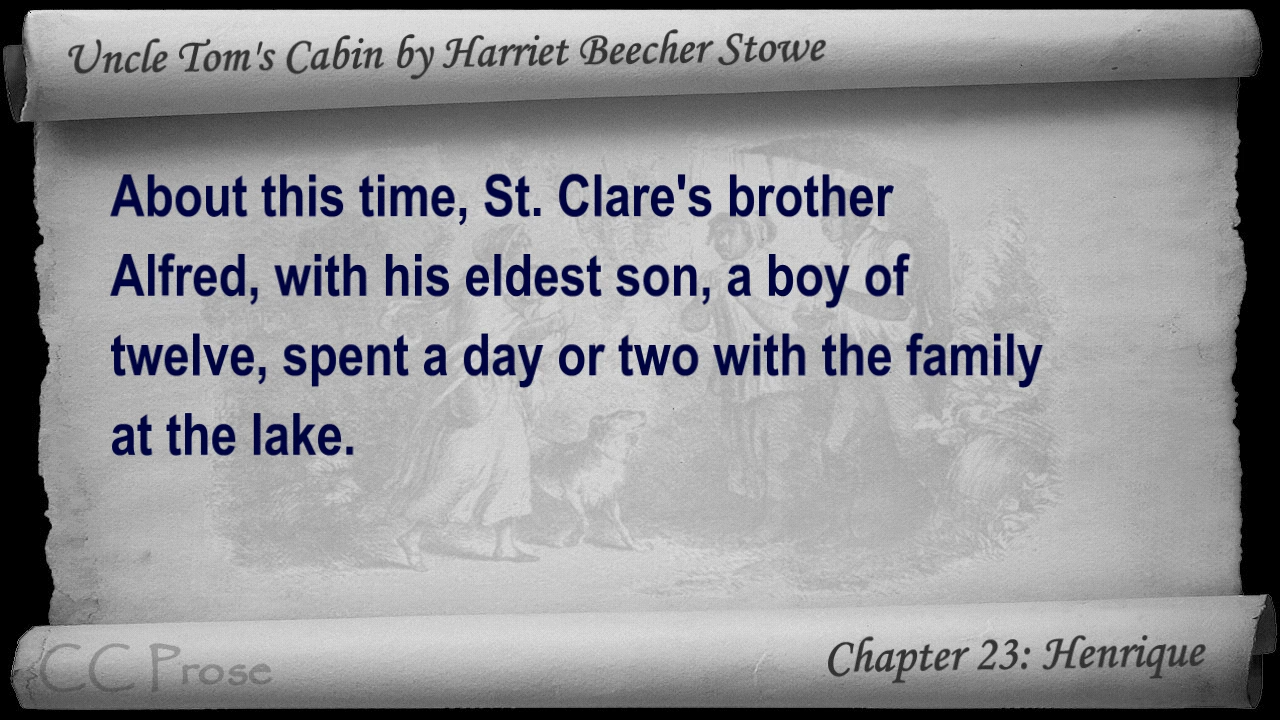 Uncle Tom's Cabin by Harriet Beecher Stowe
About this time, St. Clare's brother
Alfred, with his eldest son, a boy of
twelve, spent a day or two with the family
at the lake.
CC Prose
Chapter 23: Henrique